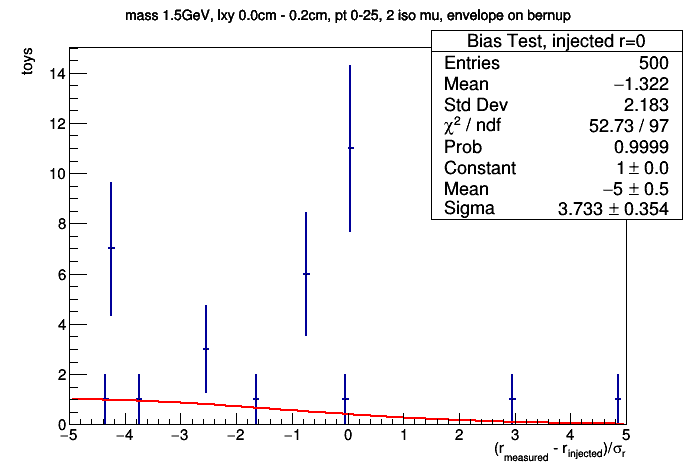 mass 1.5GeV, lxy 0.0cm - 0.2cm, pt 0-25, 2 iso mu, envelope on bernup
Bias Test, injected r=0
Entries 500
Mean −1.322
Std Dev 2.183
χ² / ndf 52.73 / 97
Prob 0.9999
Constant 1 ± 0.0
Mean −5 ± 0.5
Sigma 3.733 ± 0.354
toys
14
12
10
8
6
4
2
0
−5 −4 −3 −2 −1 0 1 2 3 4 5
(r_measured - r_injected)/σ_r